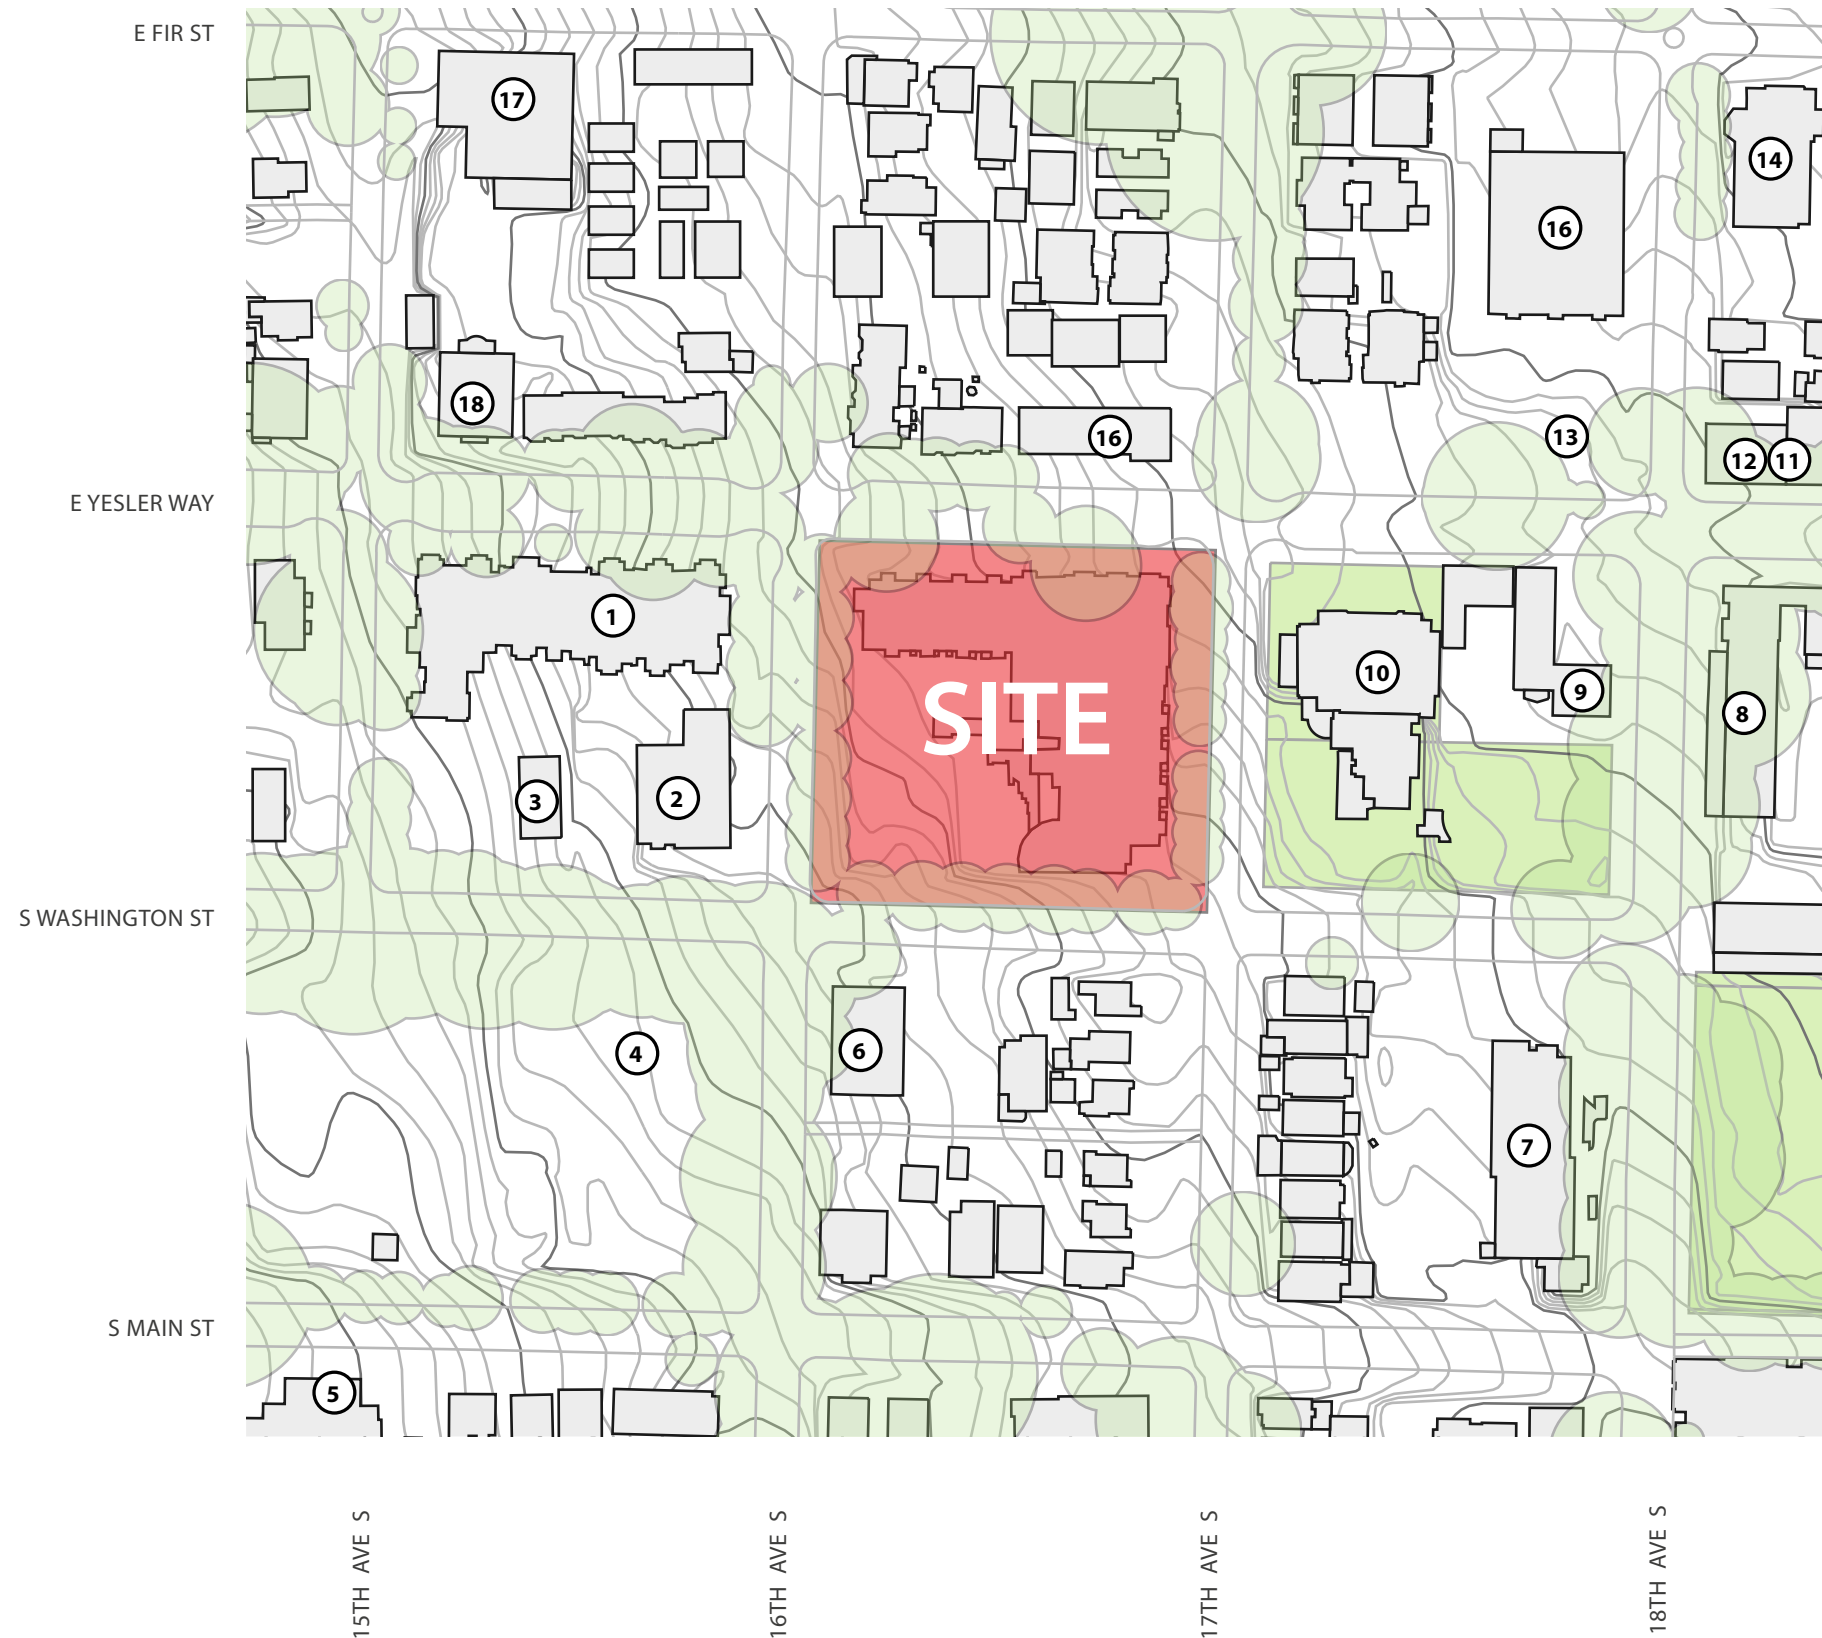 E FIR ST
17
14
16
18
16
13
12
11
E YESLER WAY
1
10
9
8
SITE
3
2
S WASHINGTON ST
4
6
7
S MAIN ST
5
15TH AVE S
16TH AVE S
17TH AVE S
18TH AVE S